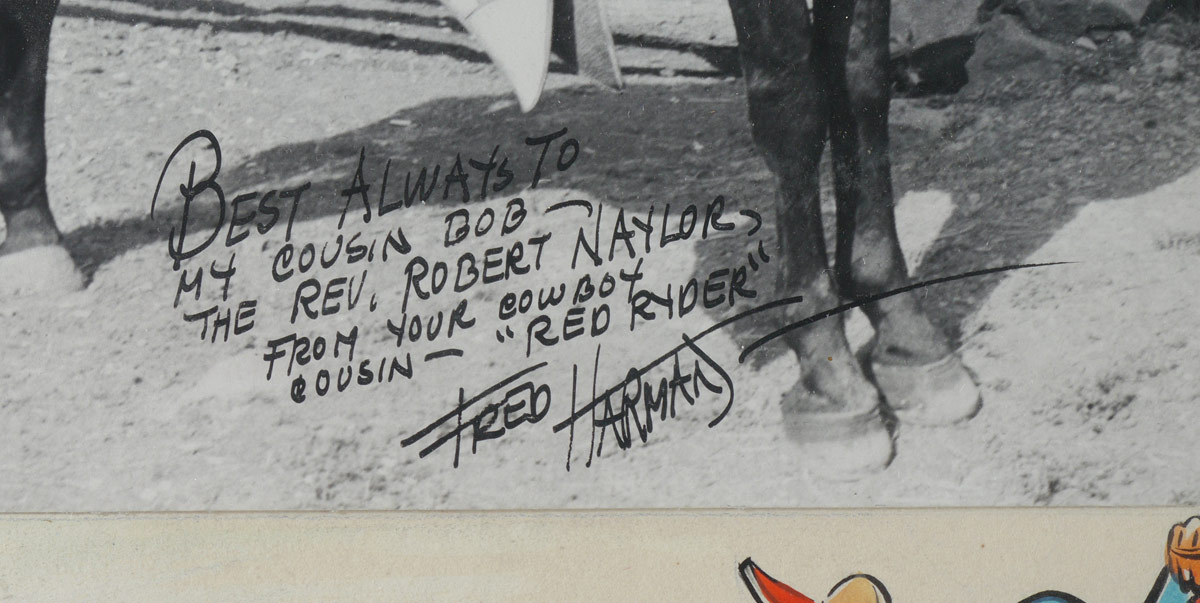 BEST ALWAYS TO
MY COUSIN BOB —
THE REV. ROBERT NAYLOR,
FROM YOUR COWBOY
COUSIN — "RED RYDER"
FRED HARMAN